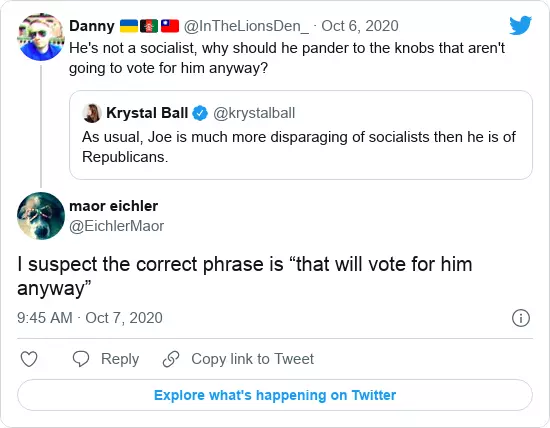 Danny 🇺🇦🇦🇫🇹🇼 @InTheLionsDen_ · Oct 6, 2020
He's not a socialist, why should he pander to the knobs that aren't
going to vote for him anyway?
Krystal Ball @krystalball
As usual, Joe is much more disparaging of socialists then he is of
Republicans.
maor eichler
@EichlerMaor
I suspect the correct phrase is “that will vote for him
anyway”
9:45 AM · Oct 7, 2020
Reply Copy link to Tweet
Explore what's happening on Twitter